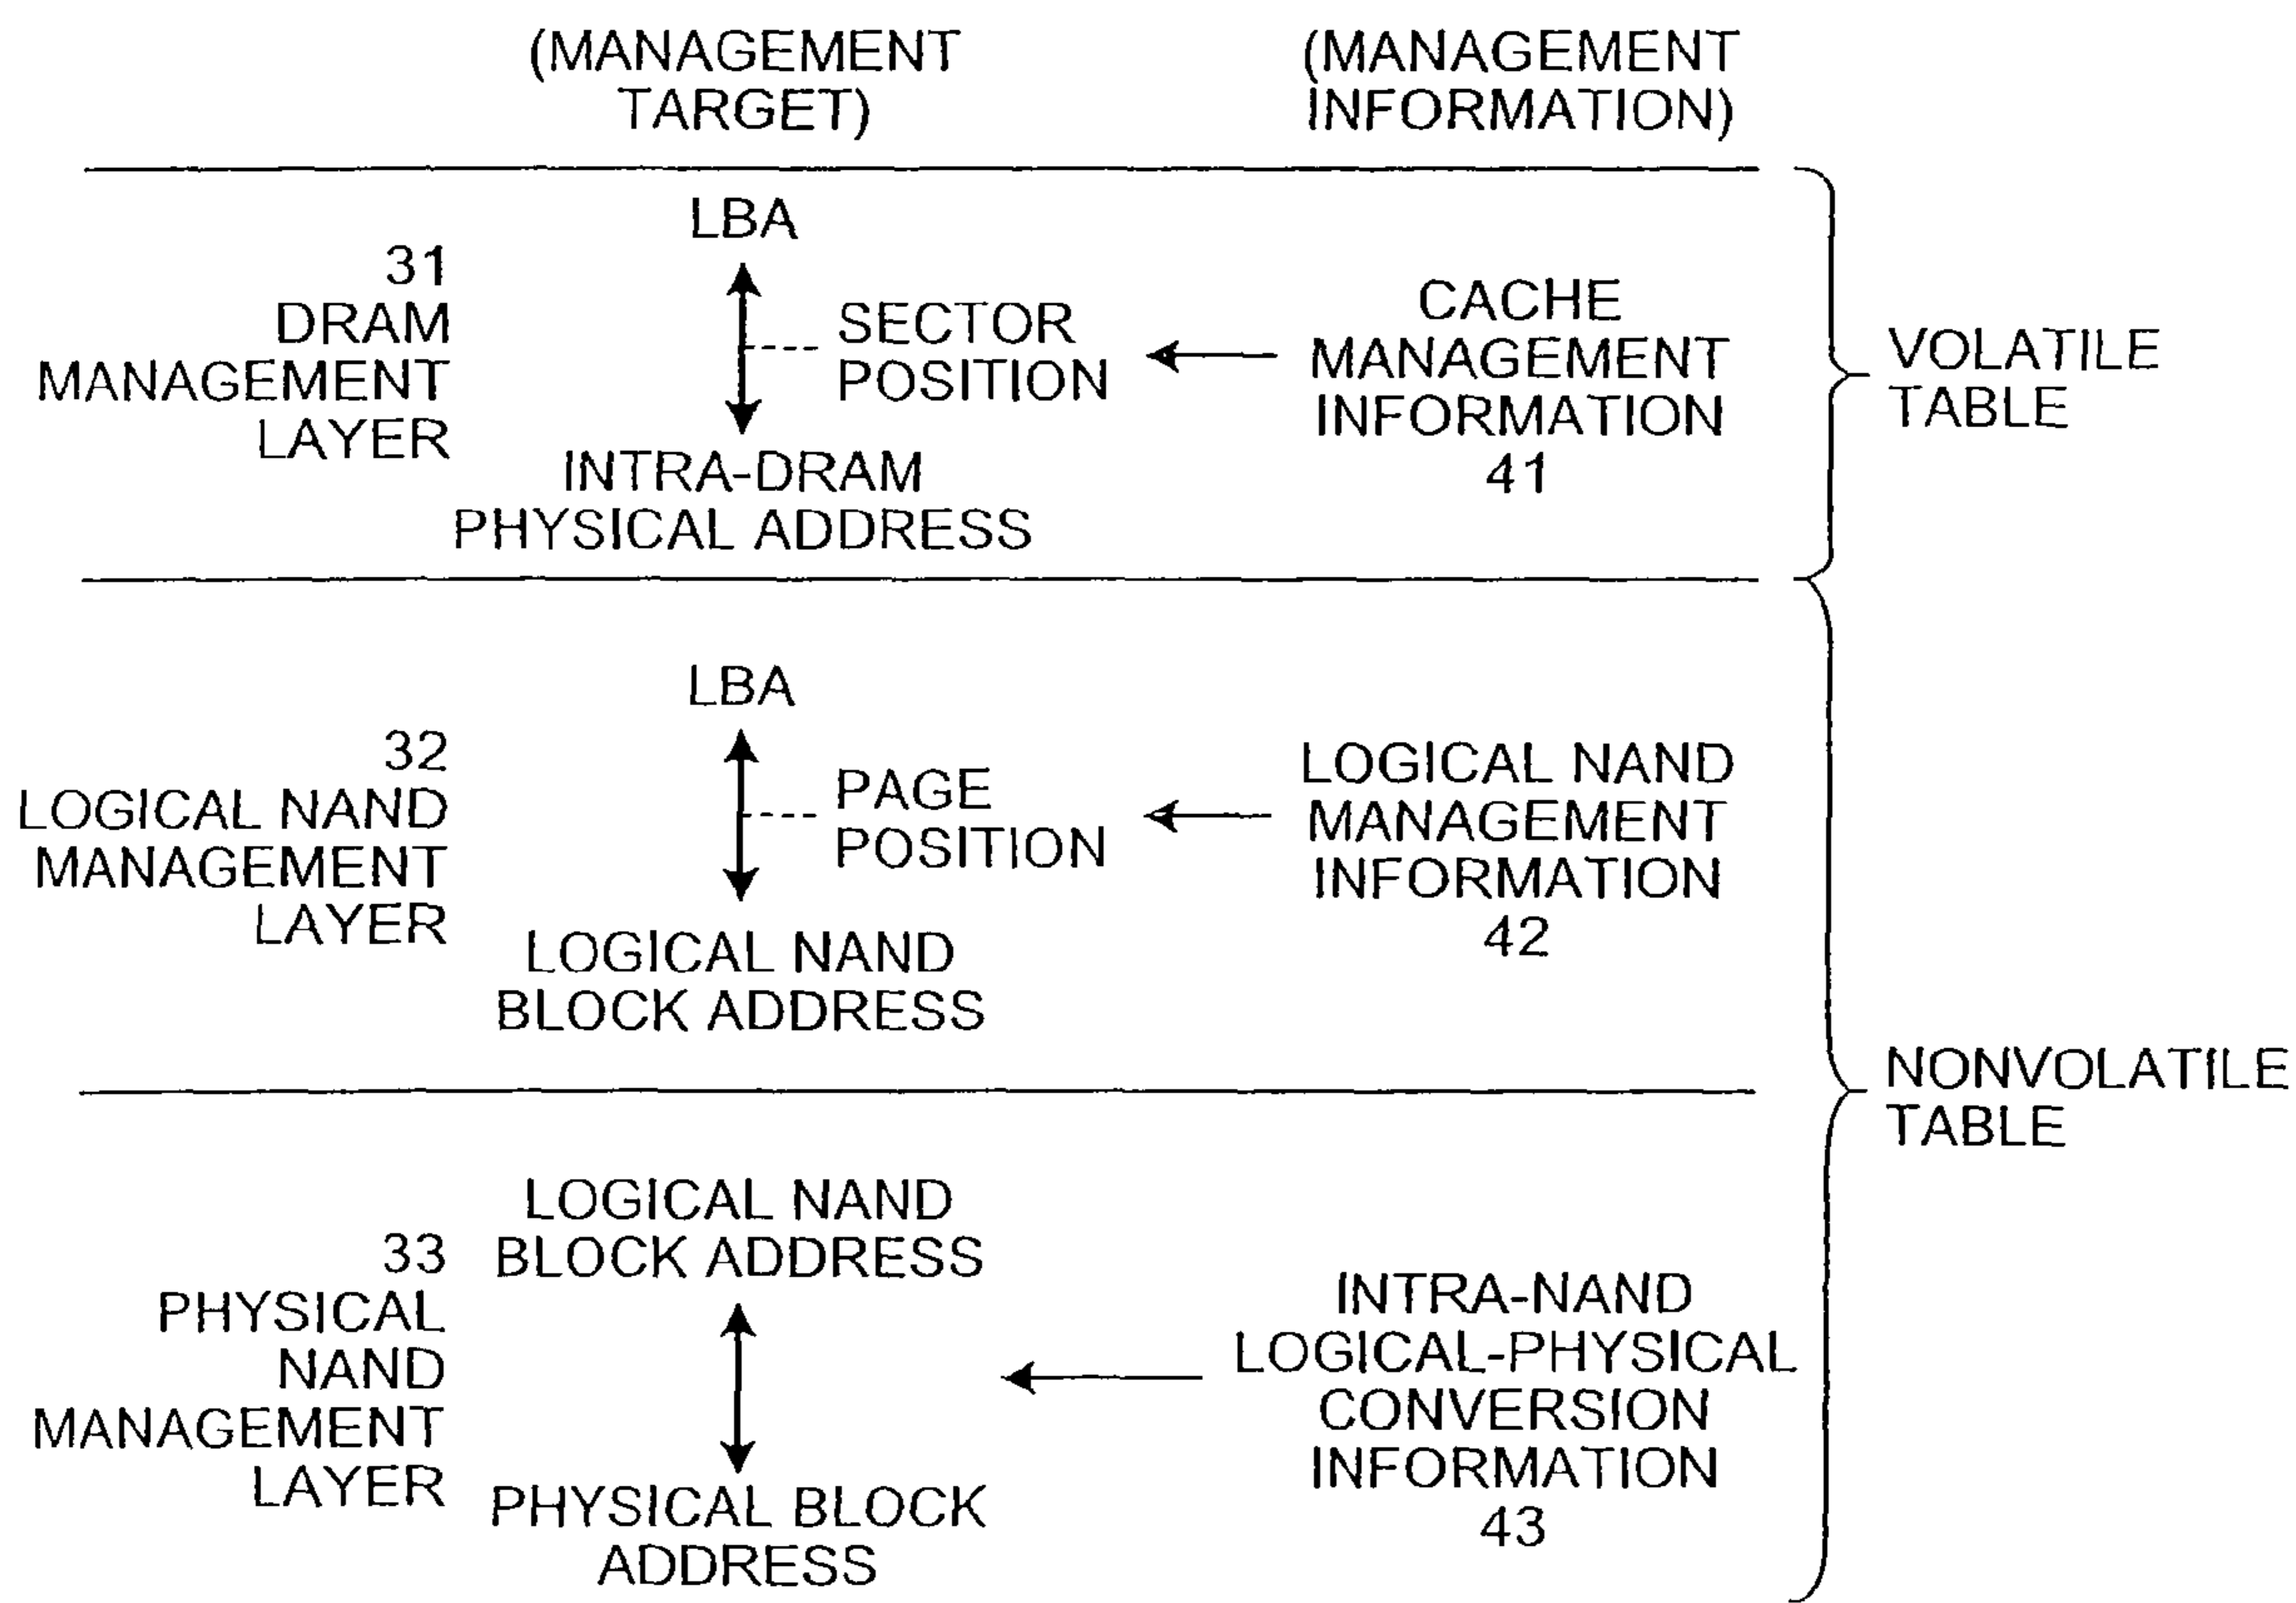 (MANAGEMENT
TARGET)
(MANAGEMENT
INFORMATION)
31
DRAM
MANAGEMENT
LAYER
LBA
SECTOR
POSITION
INTRA-DRAM
PHYSICAL ADDRESS
CACHE
MANAGEMENT
INFORMATION
41
VOLATILE
TABLE
32
LOGICAL NAND
MANAGEMENT
LAYER
LBA
PAGE
POSITION
LOGICAL NAND
BLOCK ADDRESS
LOGICAL NAND
MANAGEMENT
INFORMATION
42
NONVOLATILE
TABLE
33
PHYSICAL
NAND
MANAGEMENT
LAYER
LOGICAL NAND
BLOCK ADDRESS
PHYSICAL BLOCK
ADDRESS
INTRA-NAND
LOGICAL-PHYSICAL
CONVERSION
INFORMATION
43